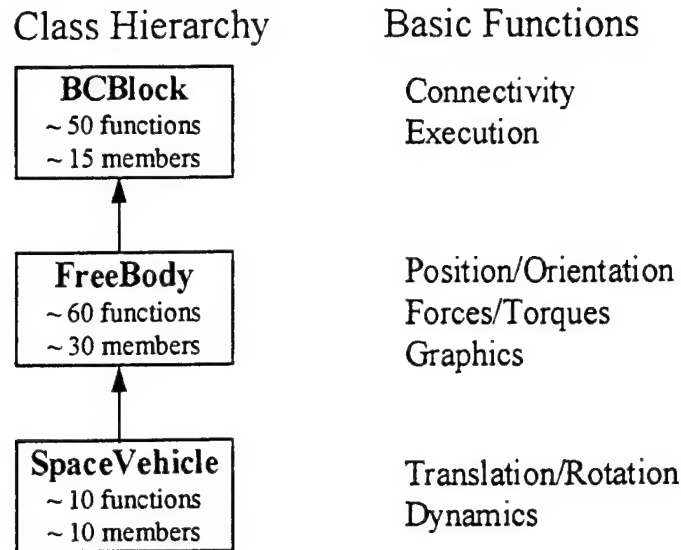 Class Hierarchy
Basic Functions
BCBlock
~ 50 functions
~ 15 members
Connectivity
Execution
FreeBody
~ 60 functions
~ 30 members
Position/Orientation
Forces/Torques
Graphics
SpaceVehicle
~ 10 functions
~ 10 members
Translation/Rotation
Dynamics